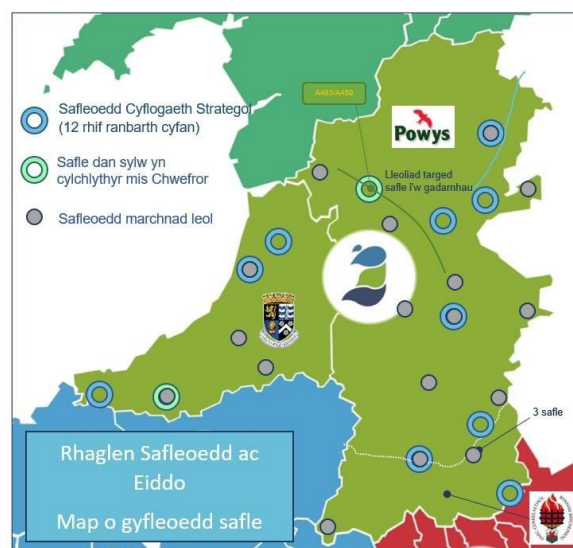 A483/A489
Safleoedd Cyflogaeth Strategol
(12 rhif ranbarth cyfan)
Safle dan sylw yn
cylchlythyr mis Chwefror
Safleoedd marchnad leol
Powys
Lleoliad targed
safle i'w gadarnhau
3 safle
Rhaglen Safleoedd ac
Eiddo
Map o gyfleoedd safle